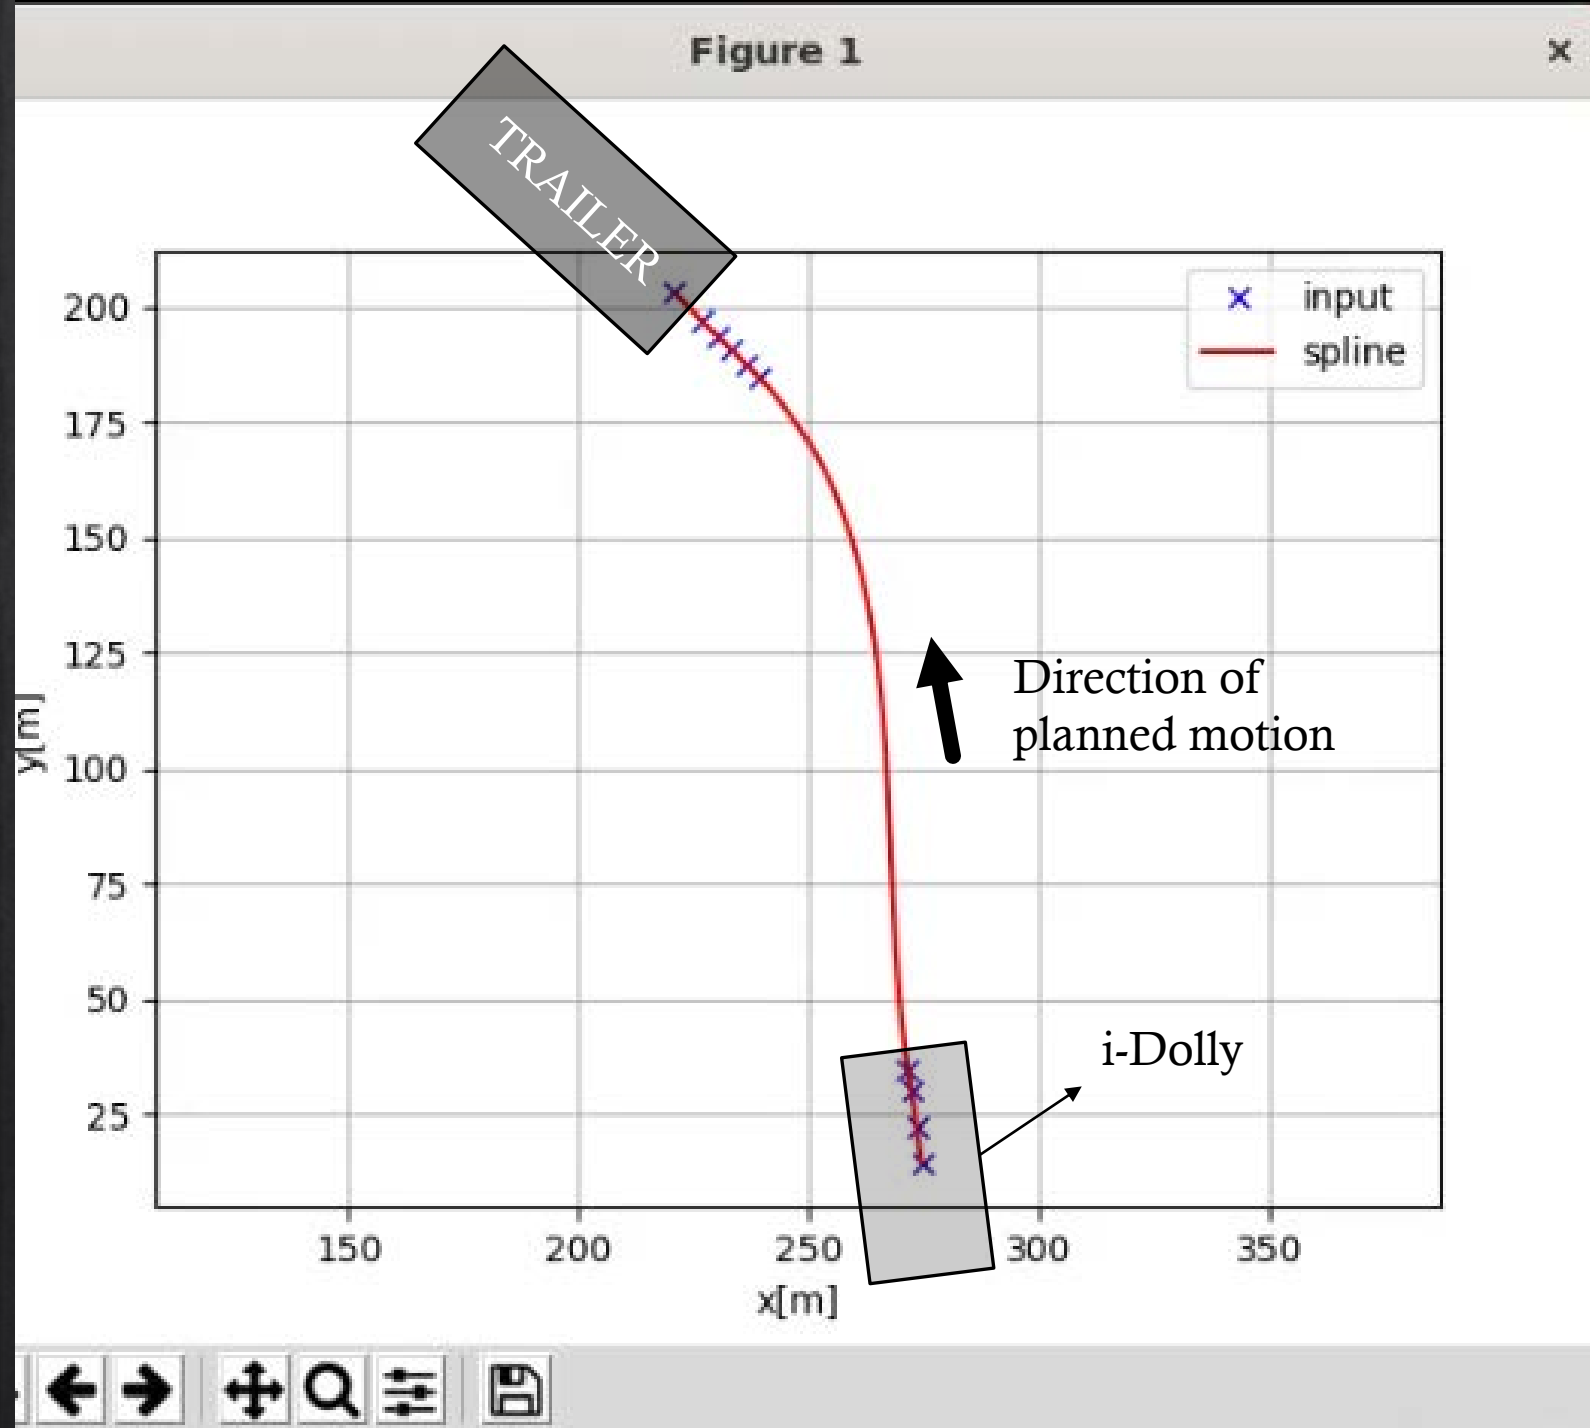 Figure 1
x
TRAILER
input
spline
200
175
150
125
100
75
50
25
y[m]
Direction of
planned motion
i-Dolly
150
200
250
300
350
x[m]